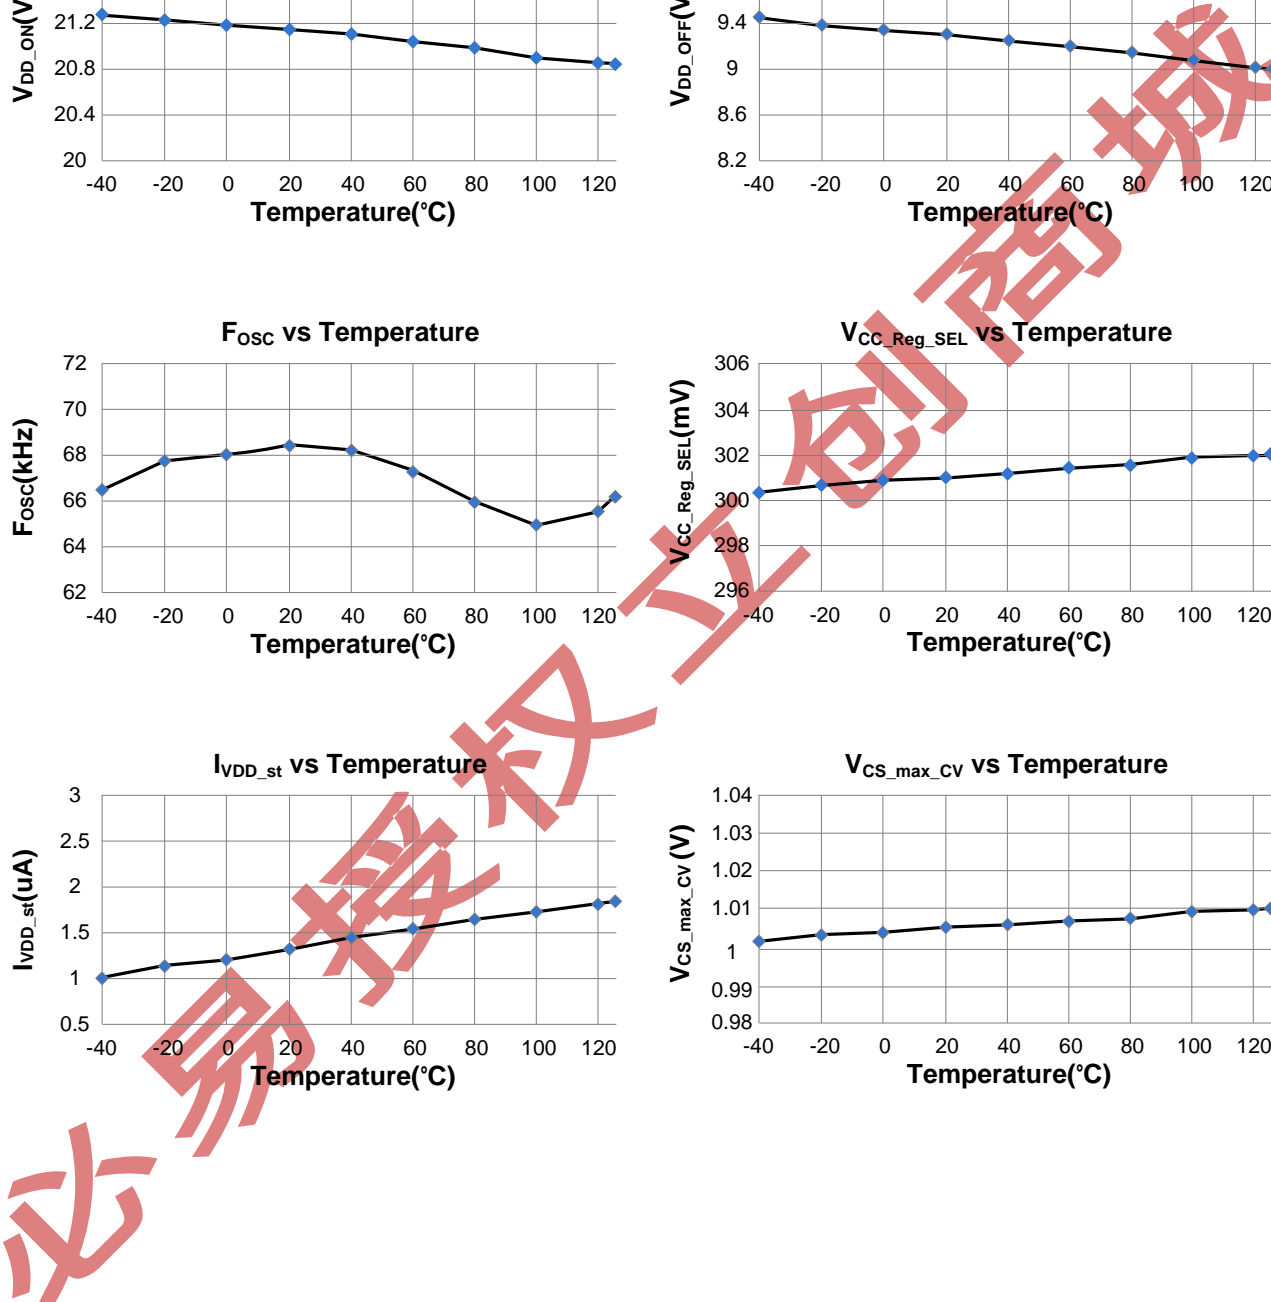 VDD_ON(V
21.2
20.8
20.4
20
-40 -20 0 20 40 60 80 100 120
Temperature(°C)
VDD_OFF(V
9.4
9
8.6
8.2
-40 -20 0 20 40 60 80 100 120
Temperature(°C)
FOSC vs Temperature
Fosc(kHz)
72
70
68
66
64
62
-40 -20 0 20 40 60 80 100 120
Temperature(°C)
VCC_Reg_SEL vs Temperature
VCC_Reg_SEL(mV)
306
304
302
300
298
296
-40 -20 0 20 40 60 80 100 120
Temperature(°C)
IVDD_st vs Temperature
IVDD_st(uA)
3
2.5
2
1.5
1
0.5
-40 -20 0 20 40 60 80 100 120
Temperature(°C)
VCS_max_CV vs Temperature
VCS_max_CV (V)
1.04
1.03
1.02
1.01
1
0.99
0.98
-40 -20 0 20 40 60 80 100 120
Temperature(°C)
必易授权立创商城